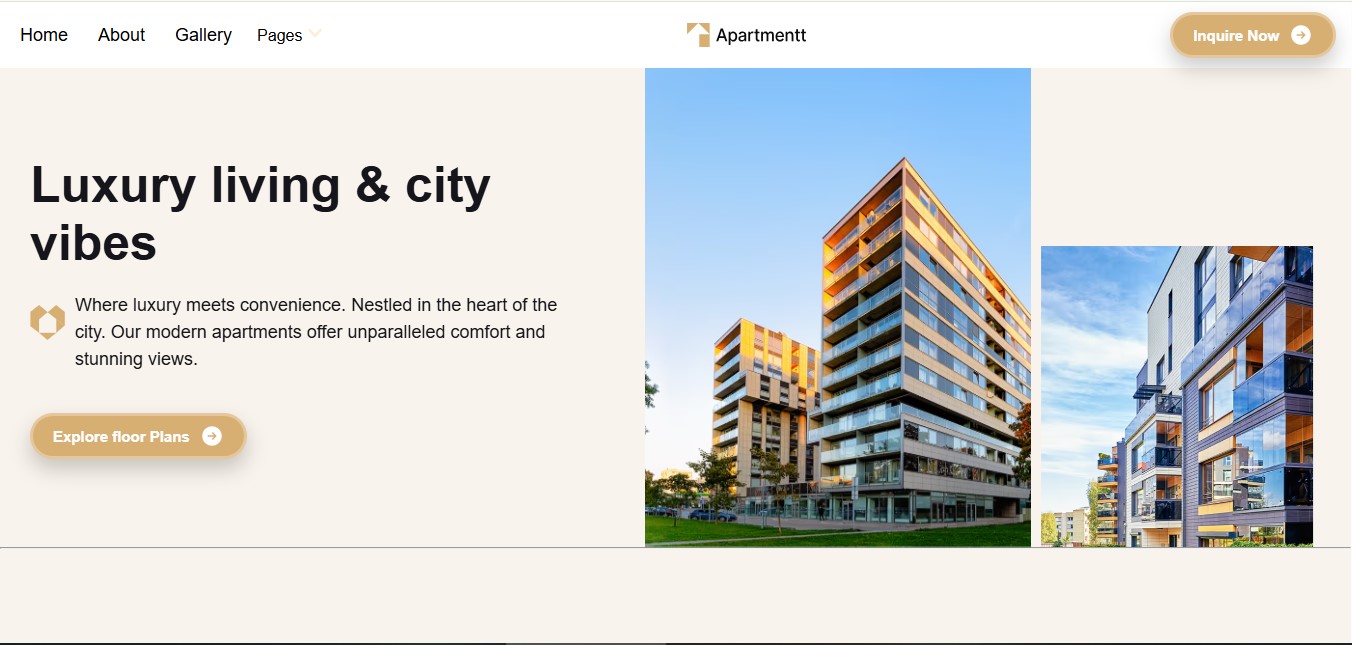 Home About Gallery Pages Apartmentt Inquire Now
Luxury living & city
vibes
Where luxury meets convenience. Nestled in the heart of the
city. Our modern apartments offer unparalleled comfort and
stunning views.
Explore floor Plans